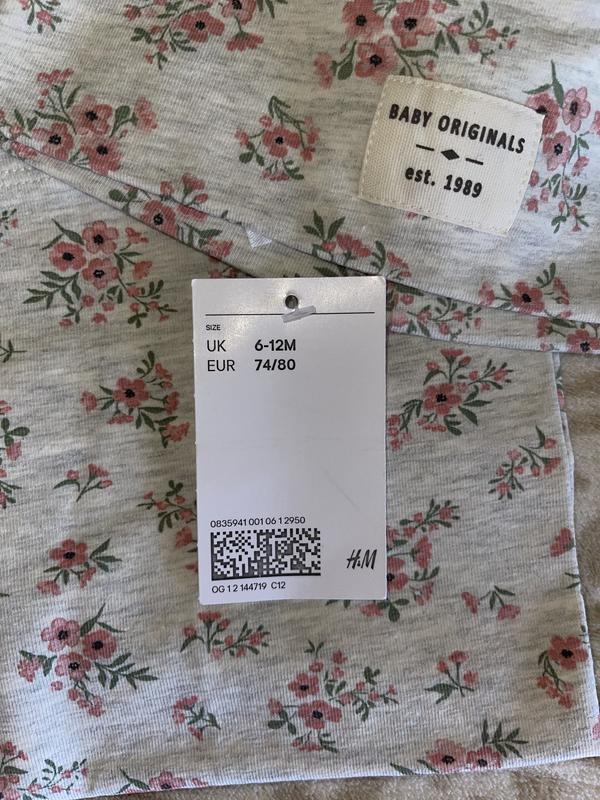 BABY ORIGINALS
est. 1989
SIZE
UK 6-12M
EUR 74/80
0835941 001 06 1 2950
H&M
OG 1 2 144719 C12